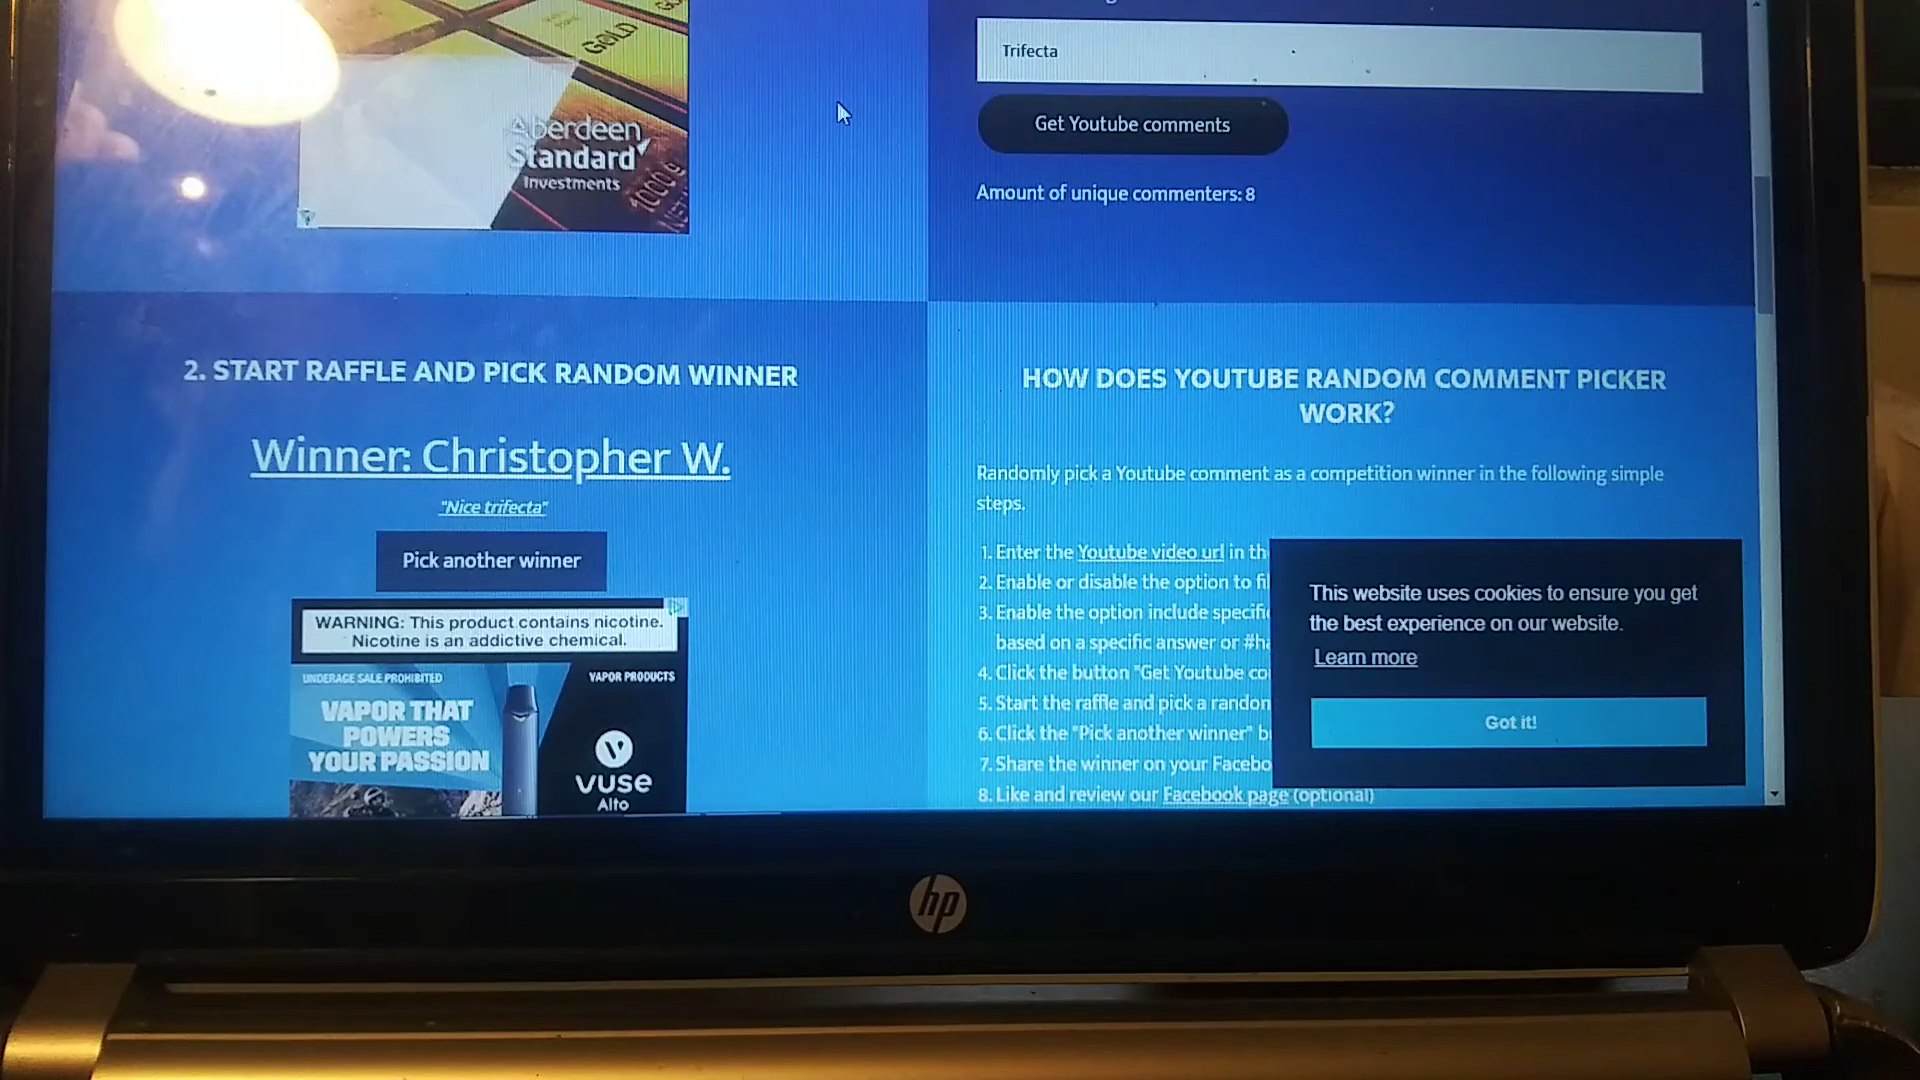 GOLD
Aberdeen
Standard
Investments
1000g
Trifecta
Get Youtube comments
Amount of unique commenters: 8
2. START RAFFLE AND PICK RANDOM WINNER
Winner: Christopher W.
"Nice trifecta"
Pick another winner
WARNING: This product contains nicotine.
Nicotine is an addictive chemical.
UNDERAGE SALE PROHIBITED
VAPOR PRODUCTS
VAPOR THAT
POWERS
YOUR PASSION
VUSE
Alto
HOW DOES YOUTUBE RANDOM COMMENT PICKER
WORK?
Randomly pick a Youtube comment as a competition winner in the following simple
steps.
1. Enter the Youtube video url in th
2. Enable or disable the option to fil
3. Enable the option include specifi
based on a specific answer or #ha
4. Click the button "Get Youtube co
5. Start the raffle and pick a random
6. Click the "Pick another winner" b
7. Share the winner on your Facebo
8. Like and review our Facebook page (optional)
This website uses cookies to ensure you get
the best experience on our website.
Learn more
Got it!
hp